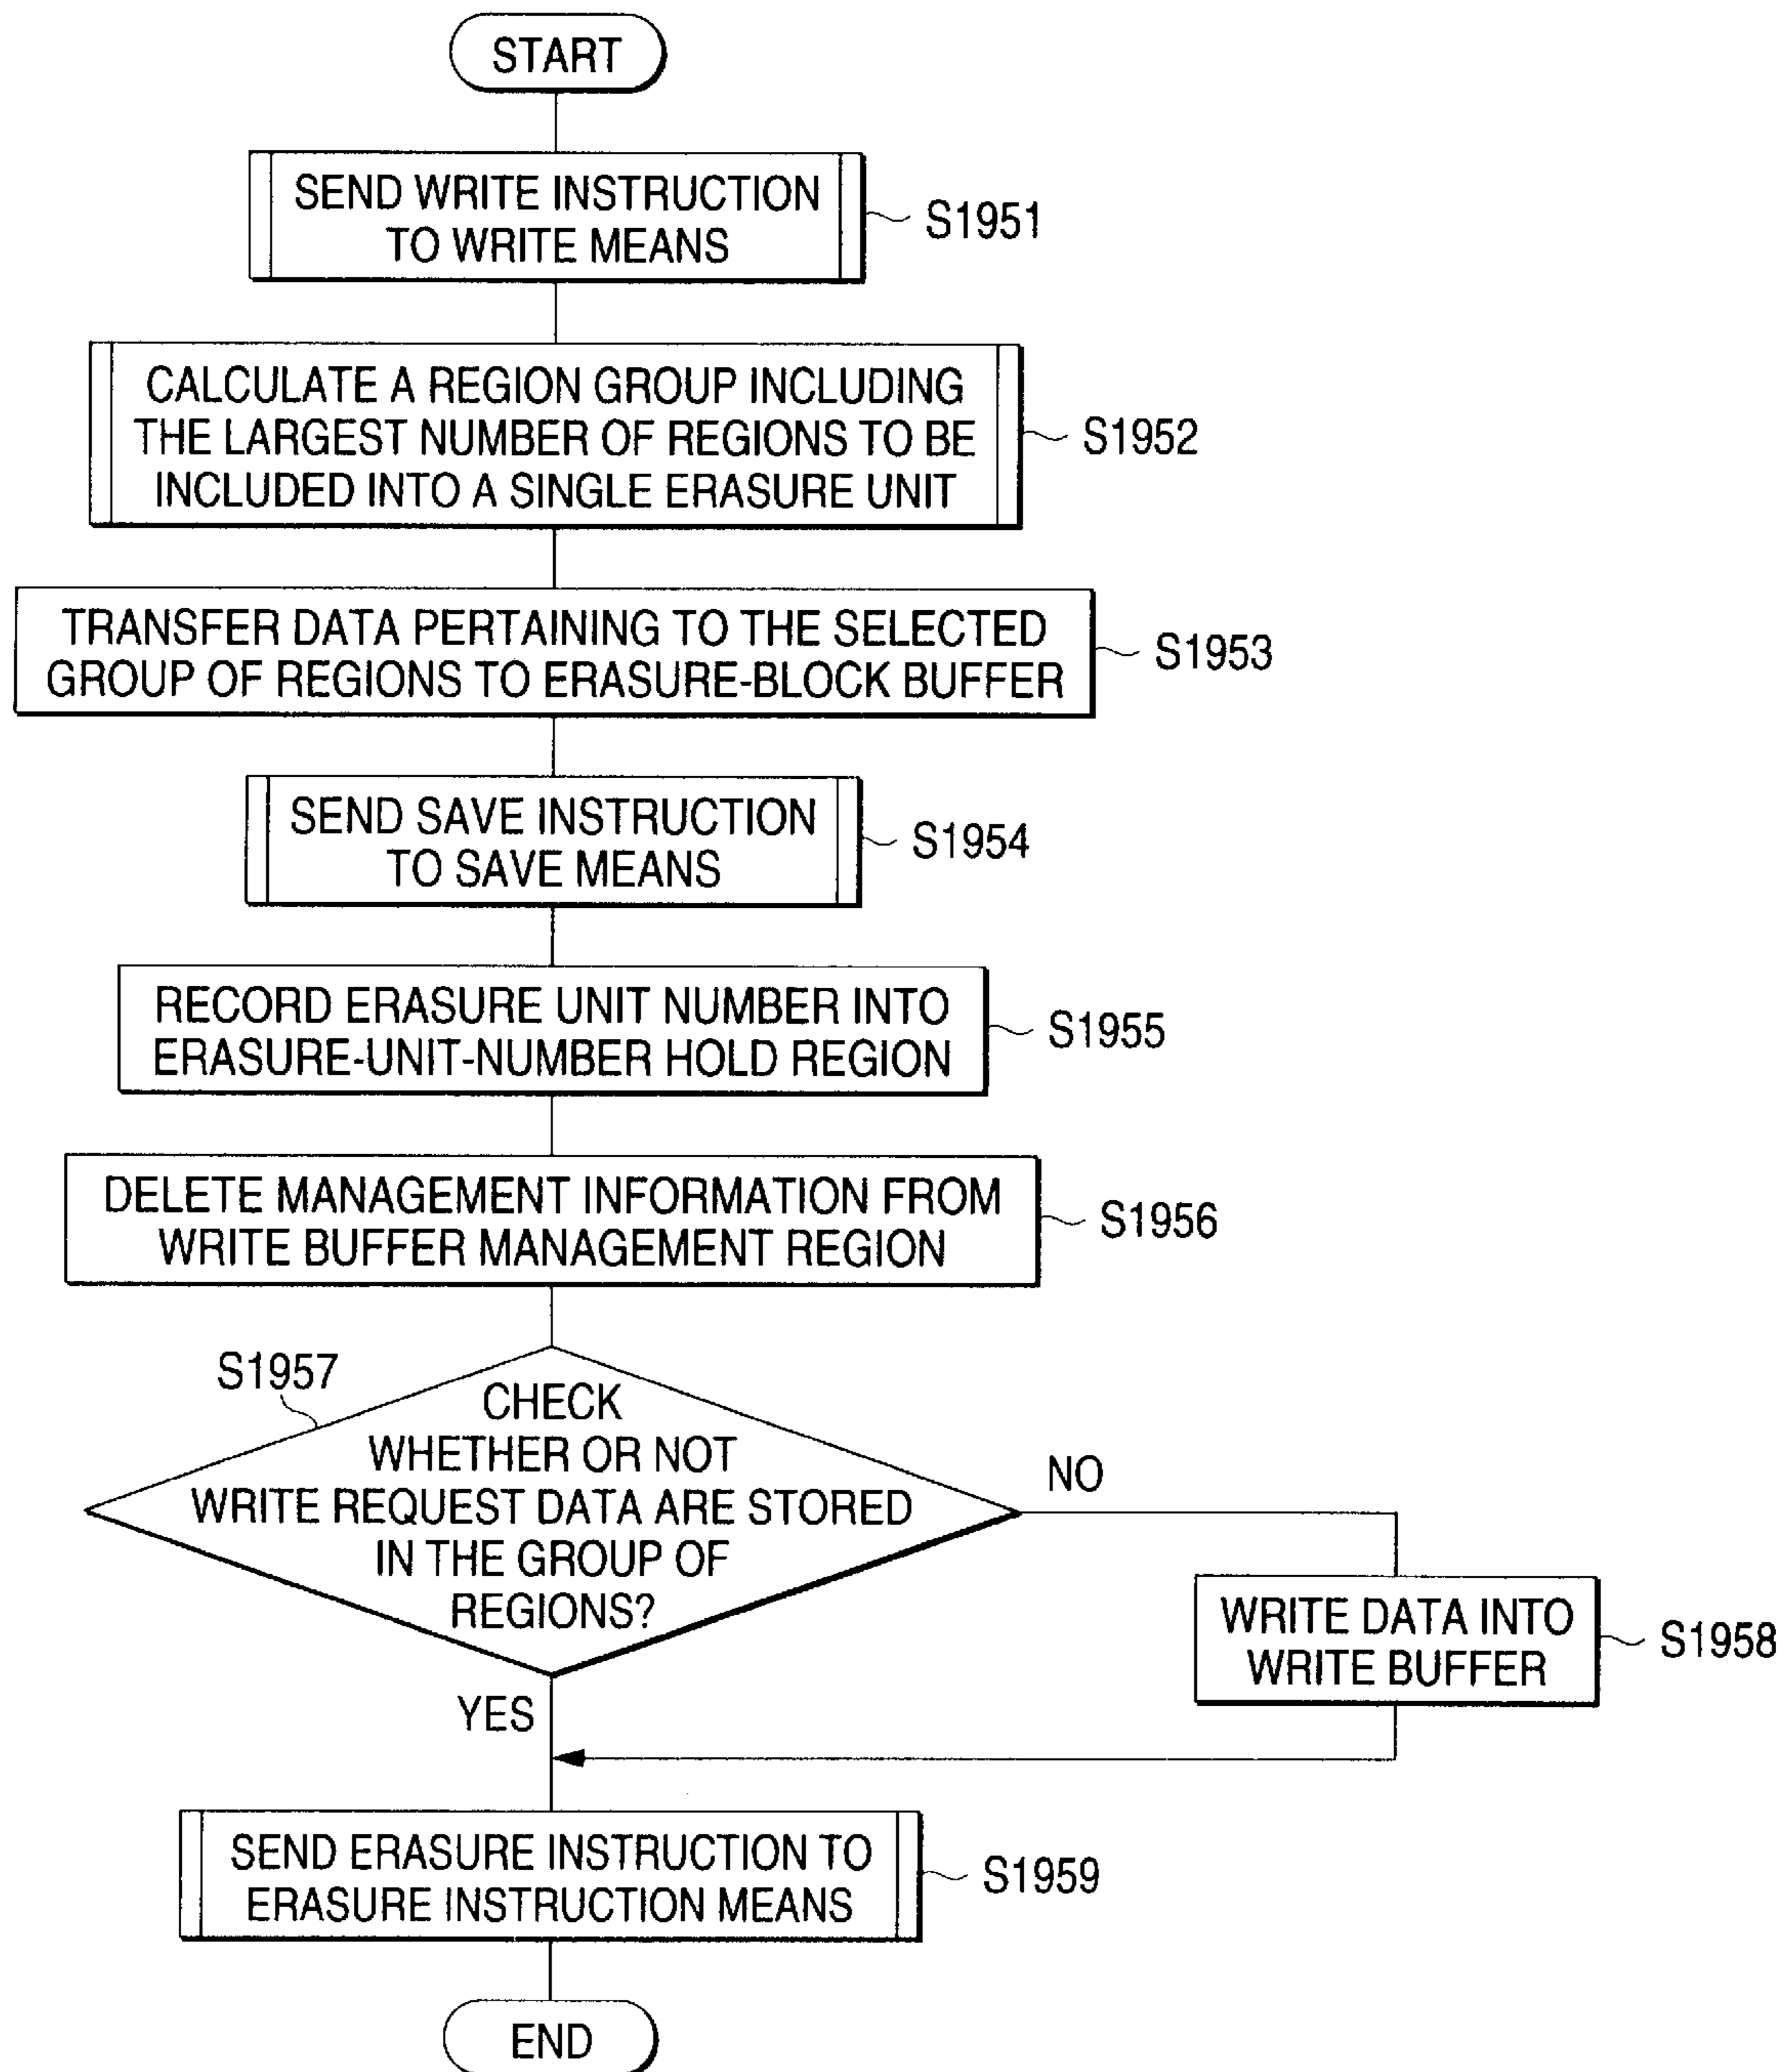 START
SEND WRITE INSTRUCTION
TO WRITE MEANS
S1951
CALCULATE A REGION GROUP INCLUDING
THE LARGEST NUMBER OF REGIONS TO BE
INCLUDED INTO A SINGLE ERASURE UNIT
S1952
TRANSFER DATA PERTAINING TO THE SELECTED
GROUP OF REGIONS TO ERASURE-BLOCK BUFFER
S1953
SEND SAVE INSTRUCTION
TO SAVE MEANS
S1954
RECORD ERASURE UNIT NUMBER INTO
ERASURE-UNIT-NUMBER HOLD REGION
S1955
DELETE MANAGEMENT INFORMATION FROM
WRITE BUFFER MANAGEMENT REGION
S1956
S1957
CHECK
WHETHER OR NOT
WRITE REQUEST DATA ARE STORED
IN THE GROUP OF
REGIONS?
NO
WRITE DATA INTO
WRITE BUFFER
S1958
YES
SEND ERASURE INSTRUCTION TO
ERASURE INSTRUCTION MEANS
S1959
END